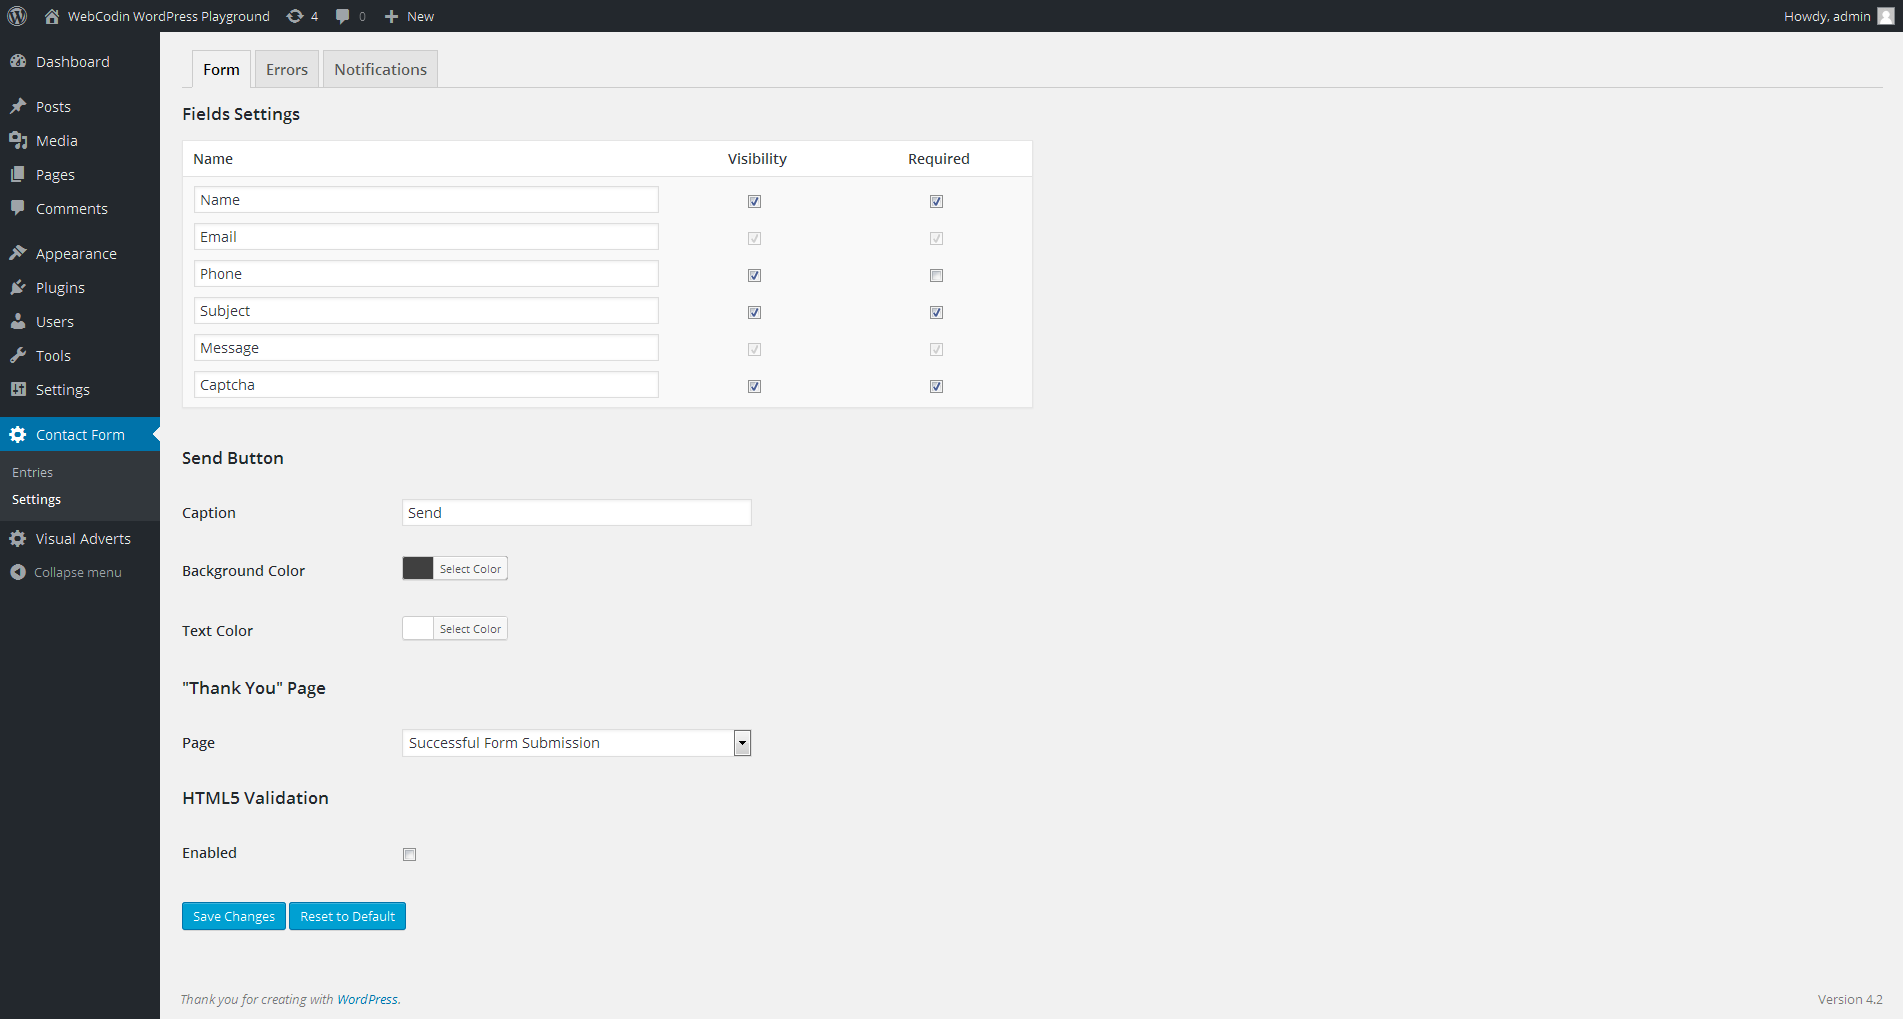 WebCodin WordPress Playground 4 0 New Howdy, admin
Dashboard
Posts
Media
Pages
Comments
Appearance
Plugins
Users
Tools
Settings
Contact Form
Entries
Settings
Visual Adverts
Collapse menu
Form Errors Notifications
Fields Settings
Name Visibility Required
Name
Email
Phone
Subject
Message
Captcha
Send Button
Caption Send
Background Color Select Color
Text Color Select Color
"Thank You" Page
Page Successful Form Submission
HTML5 Validation
Enabled
Save Changes Reset to Default
Thank you for creating with WordPress. Version 4.2